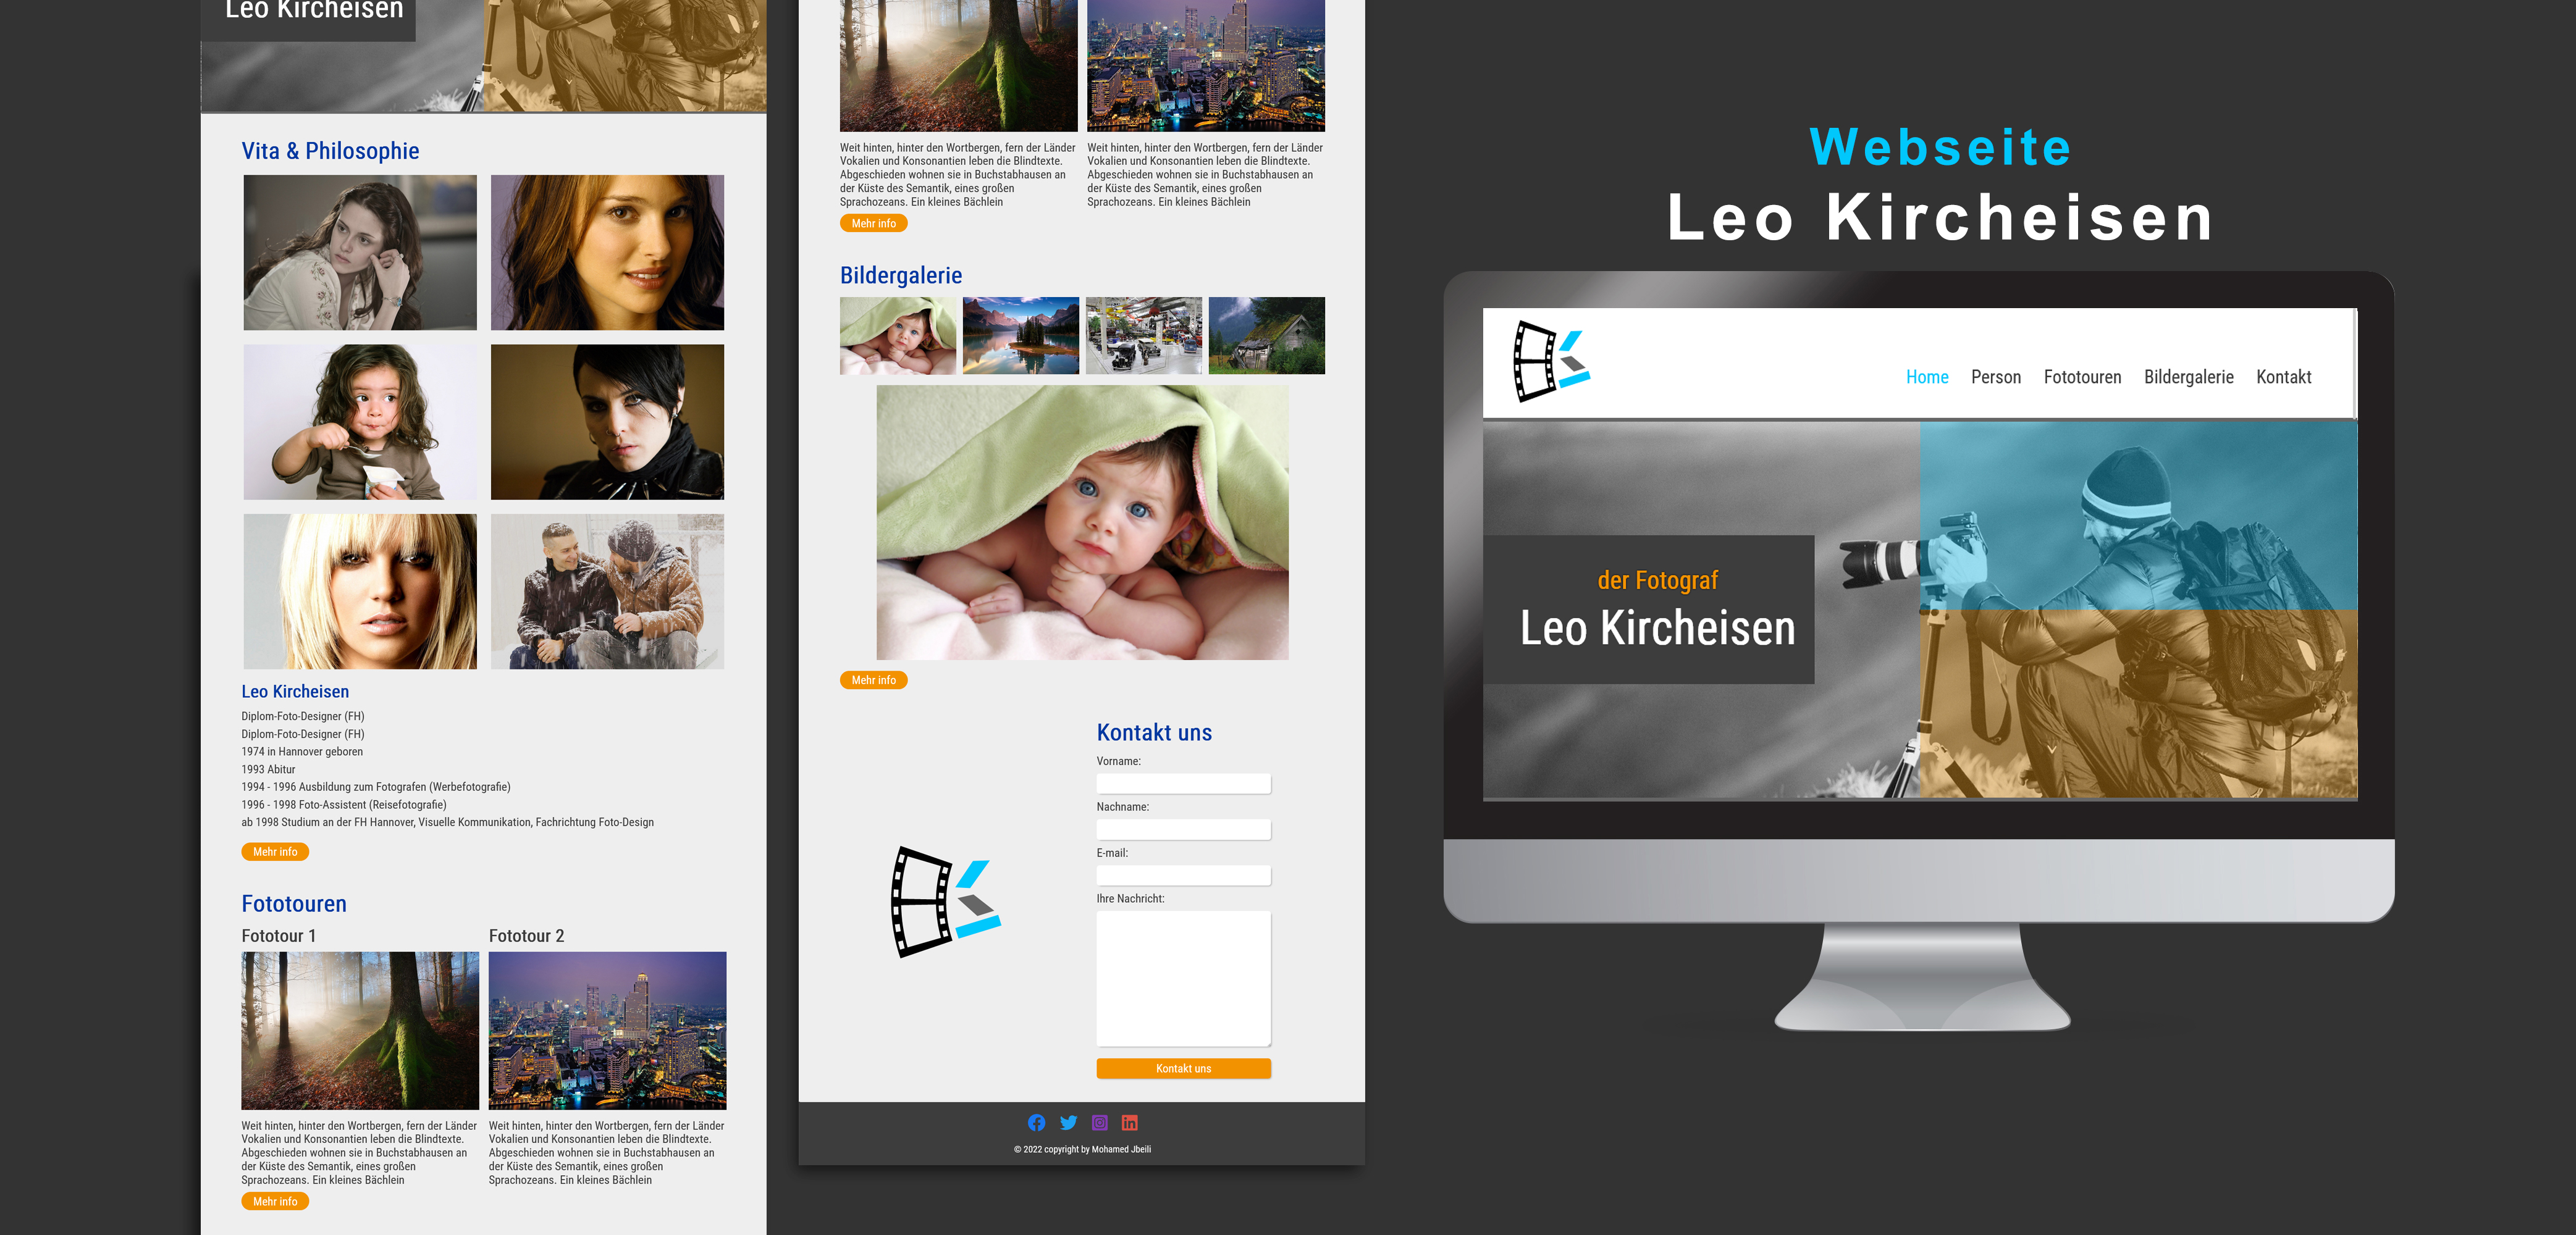 Leo Kircheisen
Vita & Philosophie
Leo Kircheisen
Diplom-Foto-Designer (FH)
Diplom-Foto-Designer (FH)
1974 in Hannover geboren
1993 Abitur
1994 - 1996 Ausbildung zum Fotografen (Werbefotografie)
1996 - 1998 Foto-Assistent (Reisefotografie)
ab 1998 Studium an der FH Hannover, Visuelle Kommunikation, Fachrichtung Foto-Design
Mehr info
Fototouren
Fototour 1
Weit hinten, hinter den Wortbergen, fern der Länder
Vokalien und Konsonantien leben die Blindtexte.
Abgeschieden wohnen sie in Buchstabhausen an
der Küste des Semantik, eines großen
Sprachozeans. Ein kleines Bächlein
Mehr info
Fototour 2
Weit hinten, hinter den Wortbergen, fern der Länder
Vokalien und Konsonantien leben die Blindtexte.
Abgeschieden wohnen sie in Buchstabhausen an
der Küste des Semantik, eines großen
Sprachozeans. Ein kleines Bächlein
Weit hinten, hinter den Wortbergen, fern der Länder
Vokalien und Konsonantien leben die Blindtexte.
Abgeschieden wohnen sie in Buchstabhausen an
der Küste des Semantik, eines großen
Sprachozeans. Ein kleines Bächlein
Mehr info
Weit hinten, hinter den Wortbergen, fern der Länder
Vokalien und Konsonantien leben die Blindtexte.
Abgeschieden wohnen sie in Buchstabhausen an
der Küste des Semantik, eines großen
Sprachozeans. Ein kleines Bächlein
Bildergalerie
Mehr info
Kontakt uns
Vorname:
Nachname:
E-mail:
Ihre Nachricht:
Kontakt uns
© 2022 copyright by Mohamed Jbeili
Webseite
Leo Kircheisen
Home Person Fototouren Bildergalerie Kontakt
der Fotograf
Leo Kircheisen